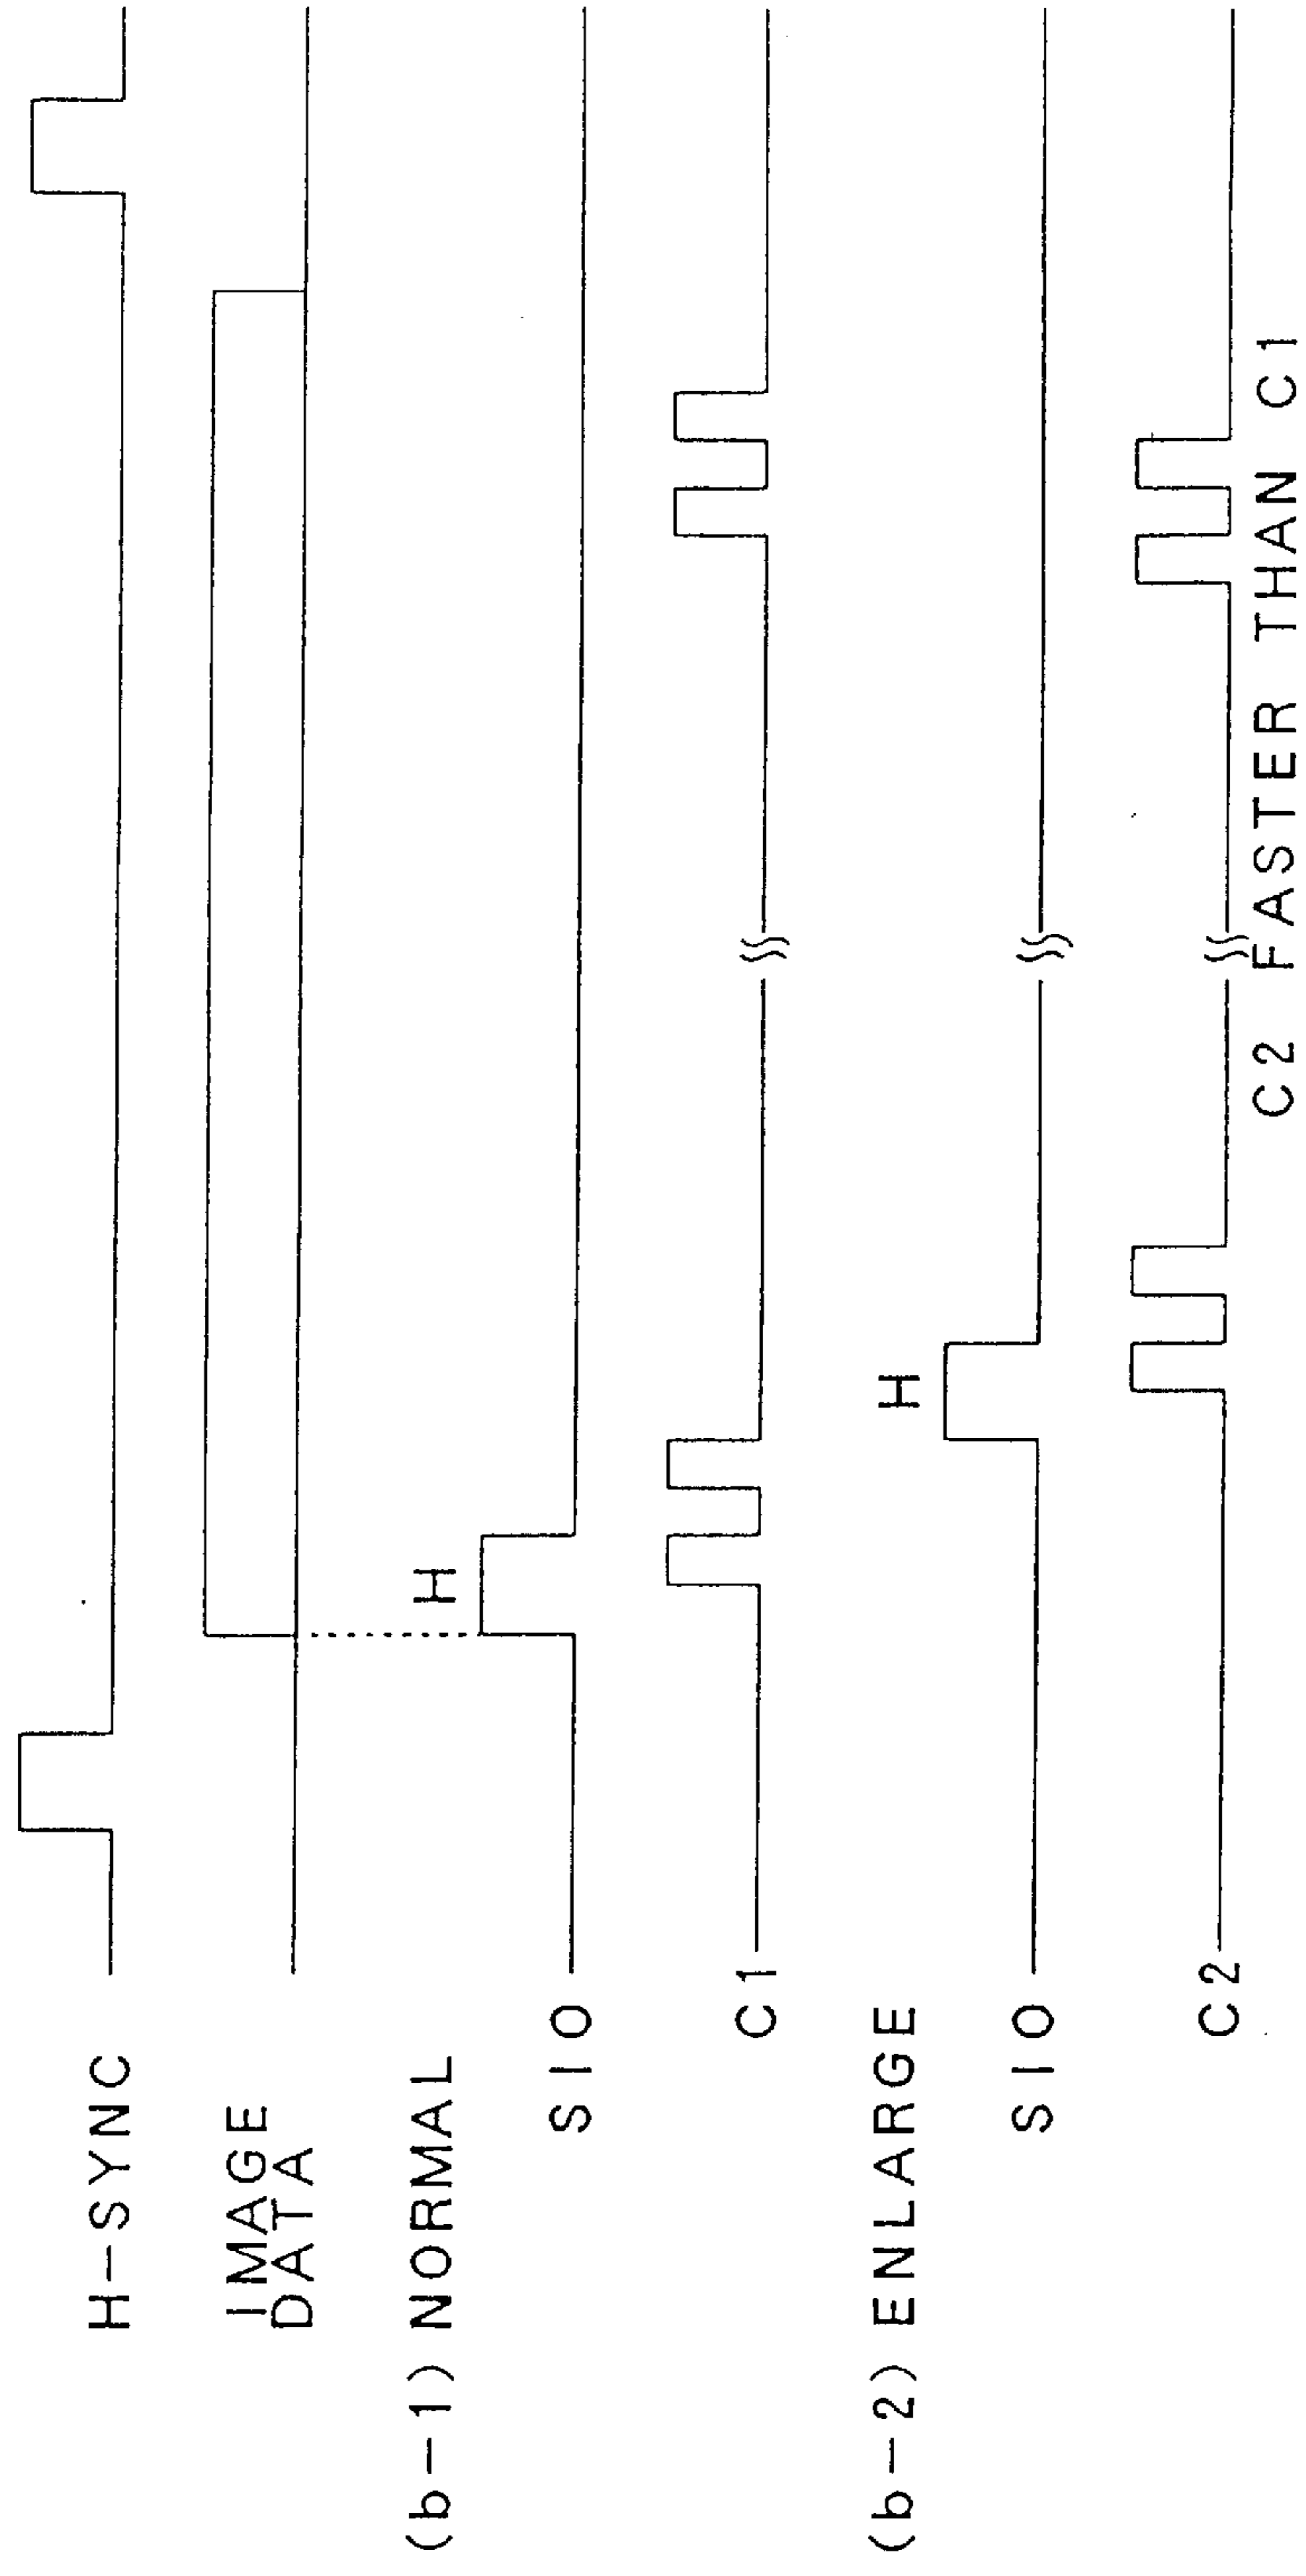 H-SYNC
IMAGE
DATA
(b-1) NORMAL
H
SIO
C1
(b-2) ENLARGE
H
SIO
C2
C2 FASTER THAN C1